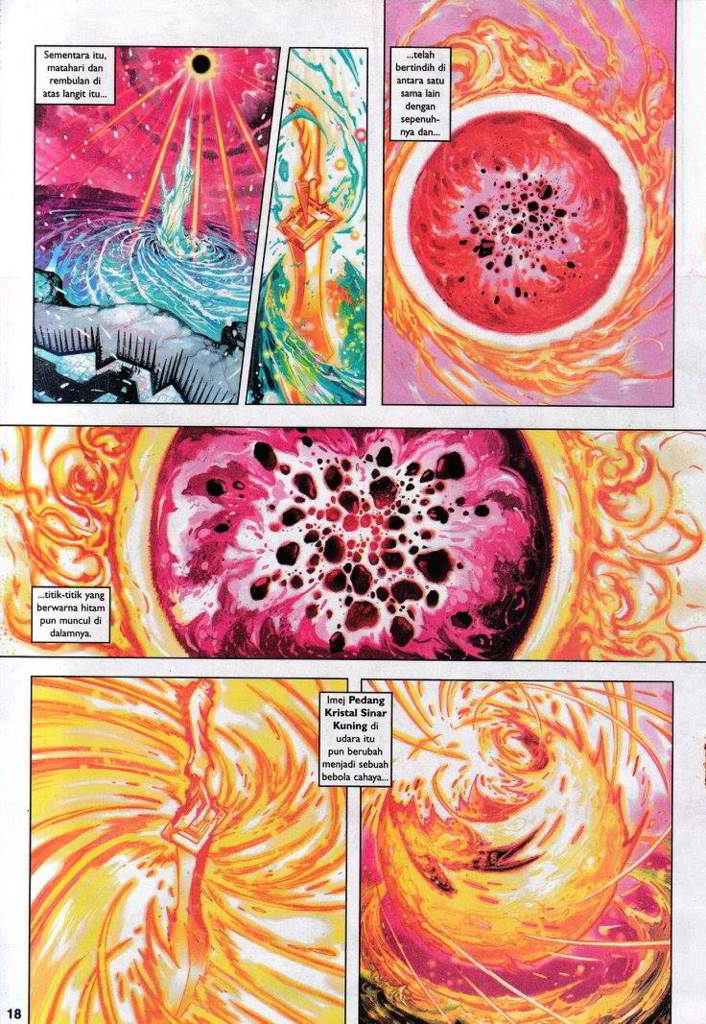 Sementara itu,
matahari dan
rembulan di
atas langit itu...
...telah
bertindih di
antara satu
sama lain
dengan
sepenuh-
nya dan...
...titik-titik yang
berwarna hitam
pun muncul di
dalamnya.
Imej Pedang
Kristal Sinar
Kuning di
udara itu
pun berubah
menjadi sebuah
bebola cahaya...
18